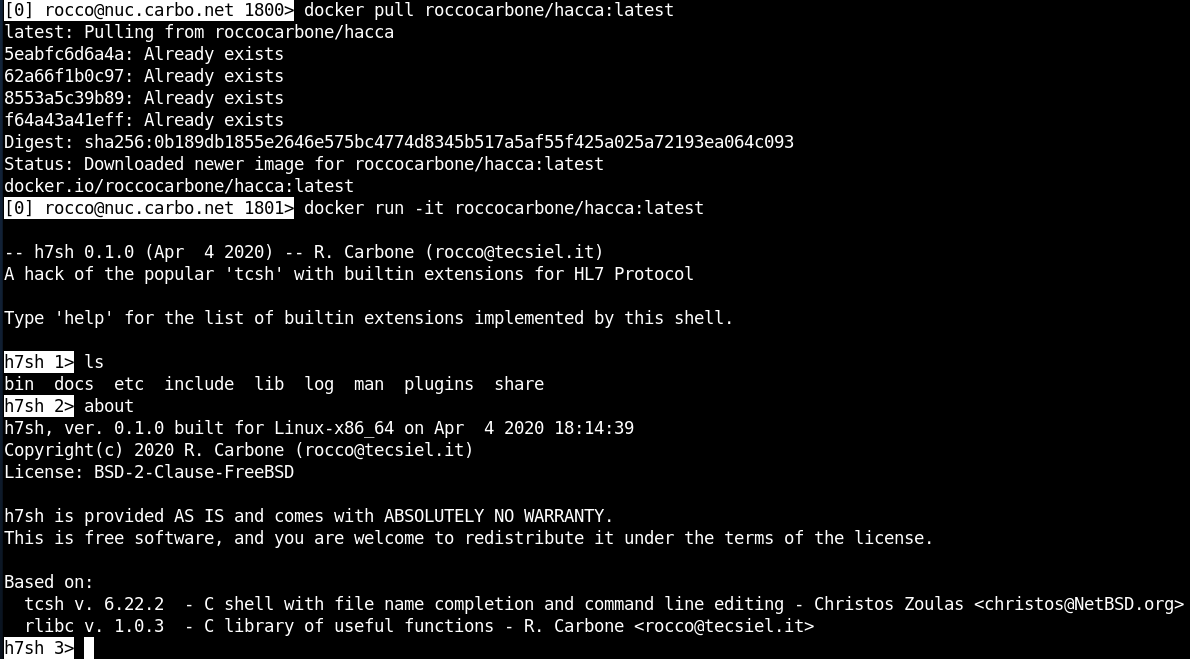 [0] rocco@nuc.carbo.net 1800> docker pull roccocarbone/hacca:latest
latest: Pulling from roccocarbone/hacca
5eabfc6d6a4a: Already exists
62a66f1b0c97: Already exists
8553a5c39b89: Already exists
f64a43a41eff: Already exists
Digest: sha256:0b189db1855e2646e575bc4774d8345b517a5af55f425a025a72193ea064c093
Status: Downloaded newer image for roccocarbone/hacca:latest
docker.io/roccocarbone/hacca:latest
[0] rocco@nuc.carbo.net 1801> docker run -it roccocarbone/hacca:latest
-- h7sh 0.1.0 (Apr  4 2020) -- R. Carbone (rocco@tecsiel.it)
A hack of the popular 'tcsh' with builtin extensions for HL7 Protocol
Type 'help' for the list of builtin extensions implemented by this shell.
h7sh 1> ls
bin  docs  etc  include  lib  log  man  plugins  share
h7sh 2> about
h7sh, ver. 0.1.0 built for Linux-x86_64 on Apr  4 2020 18:14:39
Copyright(c) 2020 R. Carbone (rocco@tecsiel.it)
License: BSD-2-Clause-FreeBSD
h7sh is provided AS IS and comes with ABSOLUTELY NO WARRANTY.
This is free software, and you are welcome to redistribute it under the terms of the license.
Based on:
  tcsh v. 6.22.2  - C shell with file name completion and command line editing - Christos Zoulas <christos@NetBSD.org>
  rlibc v. 1.0.3  - C library of useful functions - R. Carbone <rocco@tecsiel.it>
h7sh 3>